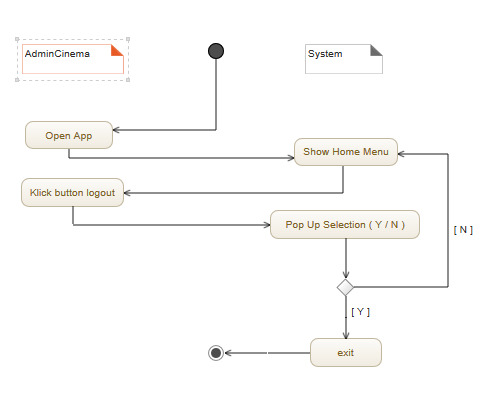 AdminCinema
System
Open App
Show Home Menu
Klick button logout
Pop Up Selection ( Y / N )
[ N ]
[ Y ]
exit